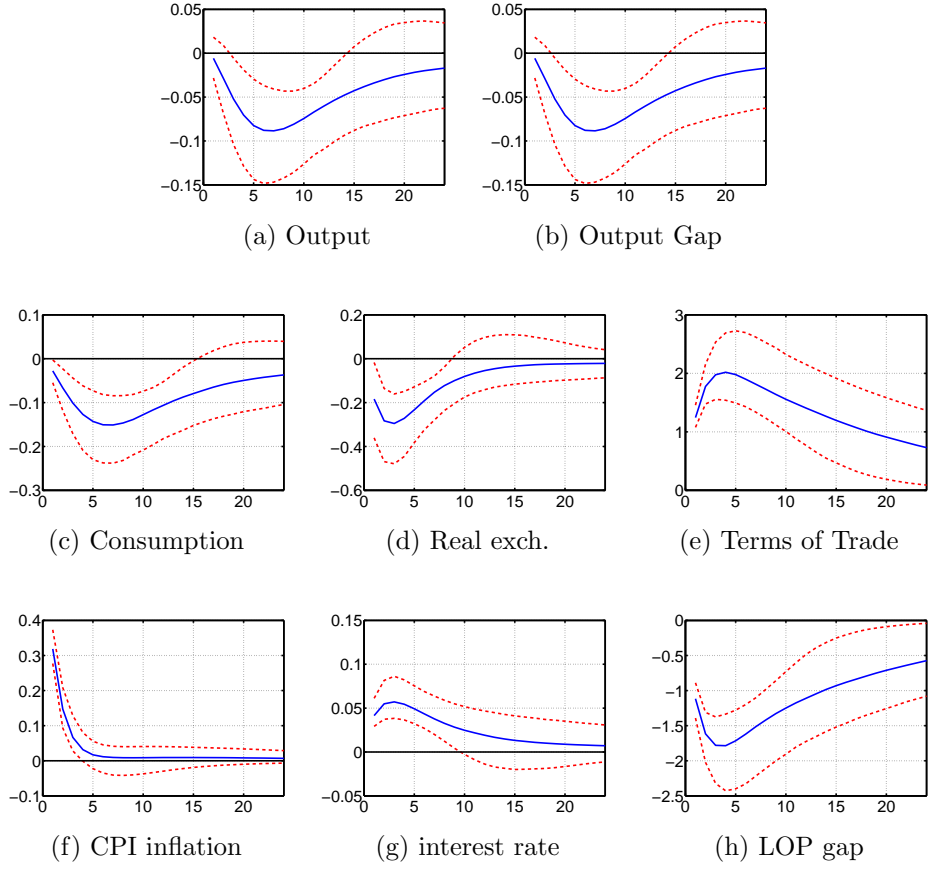 0.05 0.05
0 0
−0.05 −0.05
−0.1 −0.1
−0.15 −0.15
0 5 10 15 20 0 5 10 15 20
(a) Output (b) Output Gap
0.1 0.2 3
0 0 2
−0.1 −0.2 1
−0.2 −0.4
−0.3 −0.6 0
0 5 10 15 20 0 5 10 15 20 0 5 10 15 20
(c) Consumption (d) Real exch. (e) Terms of Trade
0.4 0.15 0
0.3 0.1 −0.5
0.2 0.05 −1
0.1 0 −1.5
0 −2
−0.1 −0.05 −2.5
0 5 10 15 20 0 5 10 15 20 0 5 10 15 20
(f) CPI inflation (g) interest rate (h) LOP gap